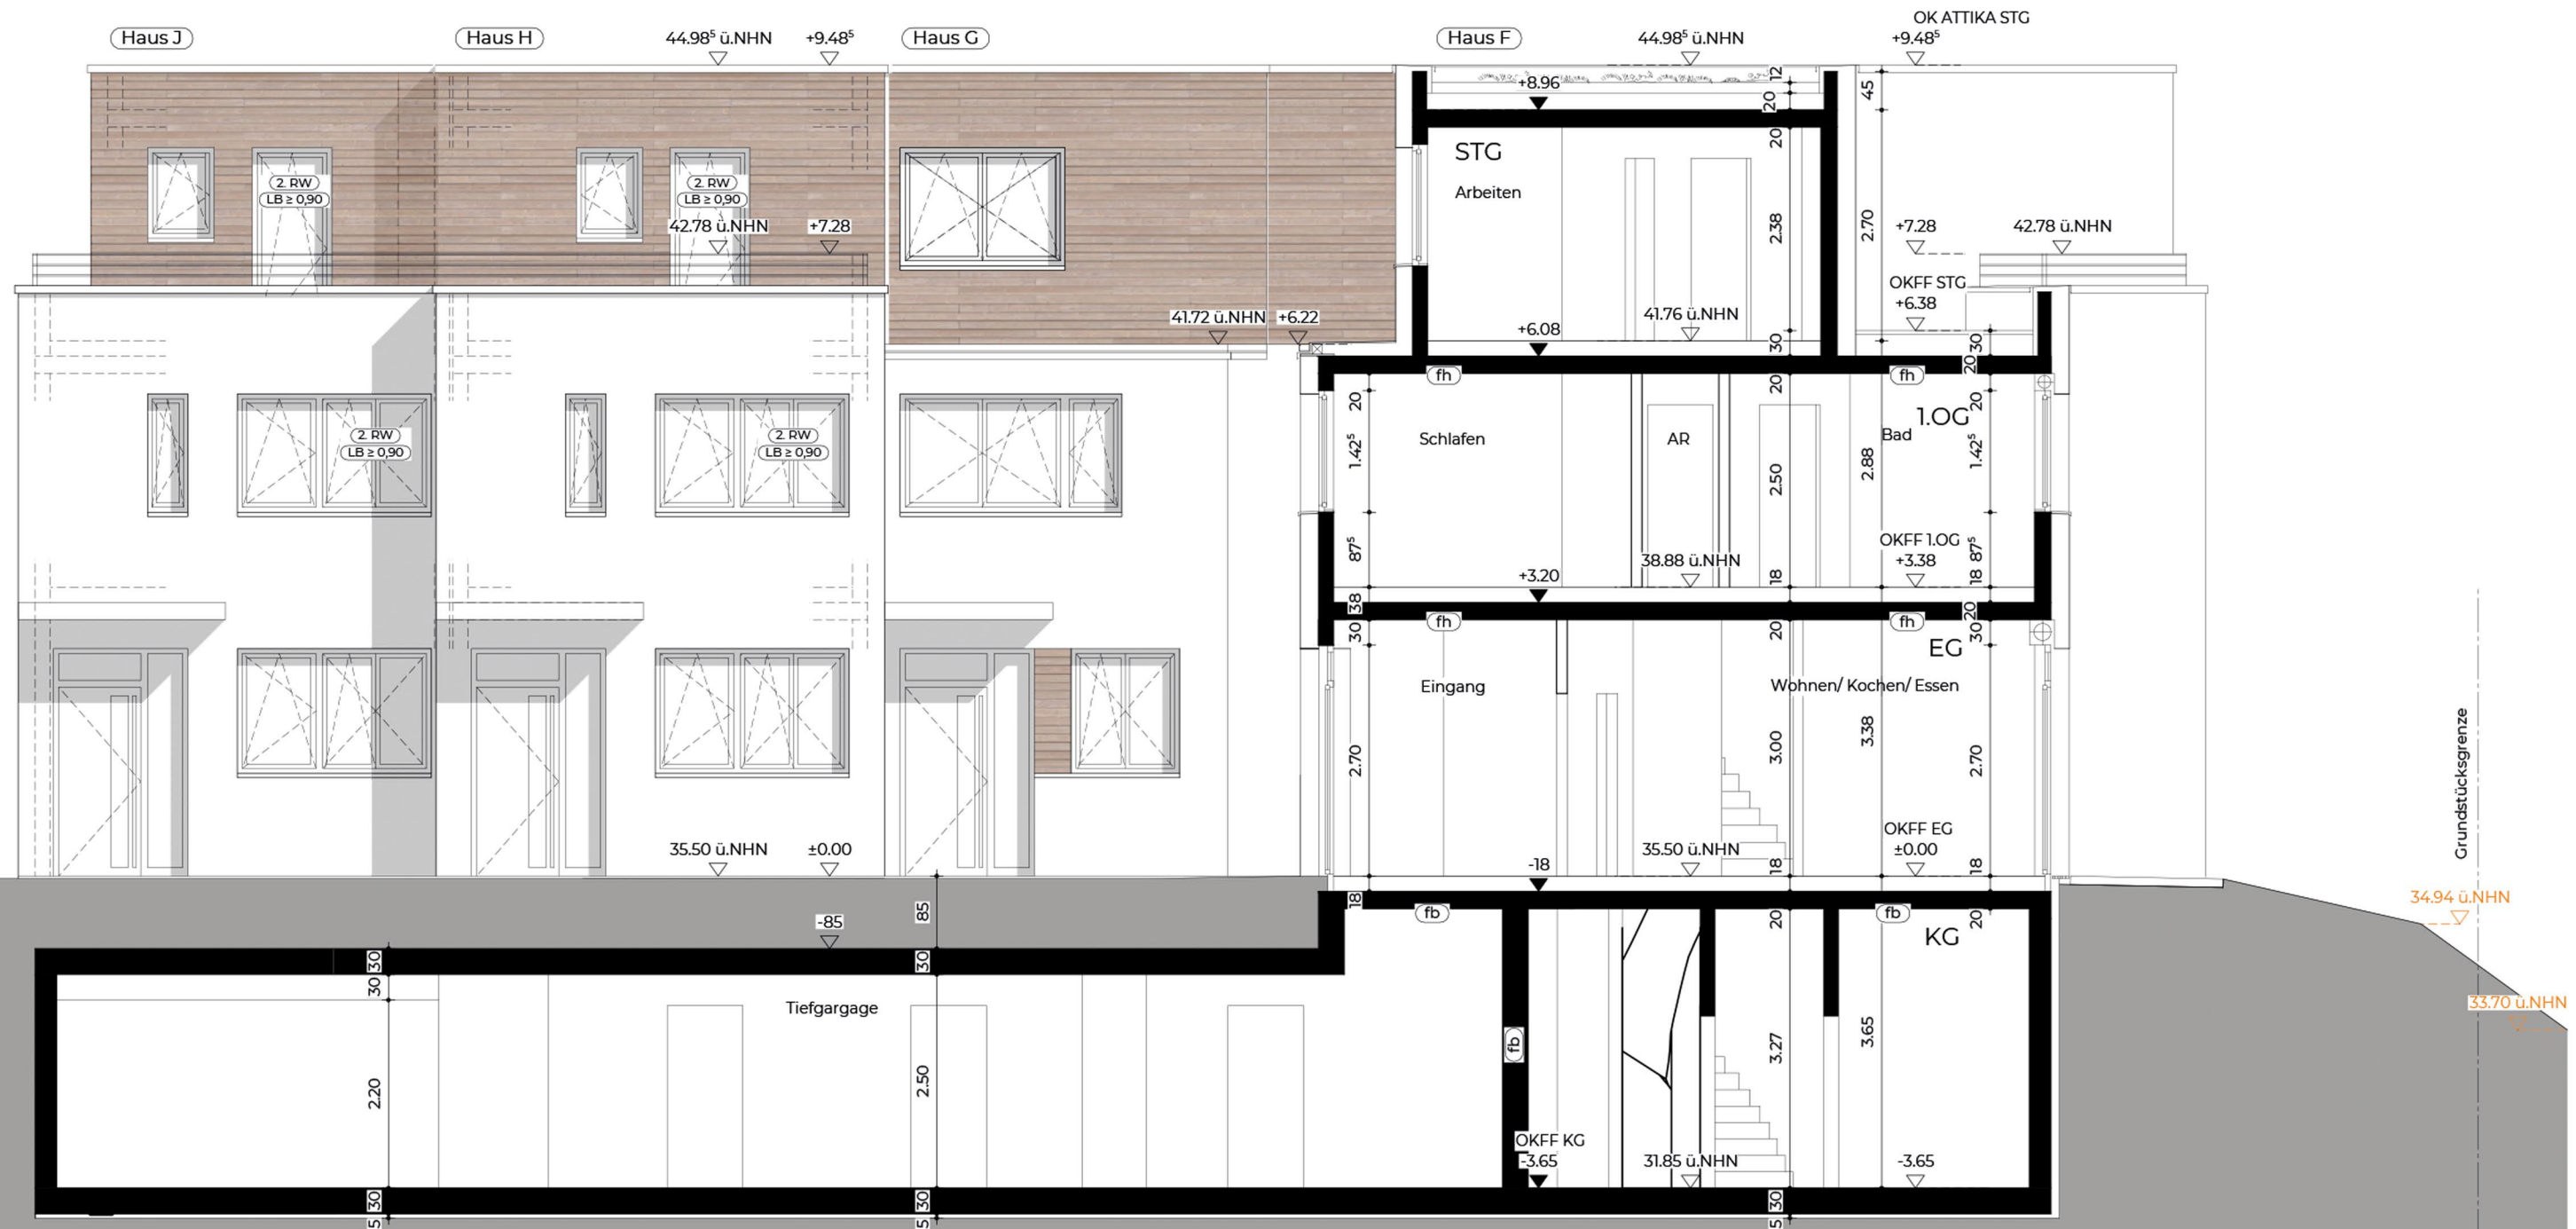 Haus J
Haus H
44.98⁵ ü.NHN
+9.48⁵
Haus G
Haus F
44.98⁵ ü.NHN
OK ATTIKA STG
+9.48⁵
+8.96
12
20
45
STG
Arbeiten
20
2.38
2.70
2. RW
LB ≥ 0,90
2. RW
LB ≥ 0,90
42.78 ü.NHN
+7.28
+7.28
42.78 ü.NHN
OKFF STG
+6.38
41.72 ü.NHN
+6.22
+6.08
41.76 ü.NHN
30
30
20
fh
fh
20
20
20
1.OG
Bad
Schlafen
AR
2. RW
LB ≥ 0,90
2. RW
LB ≥ 0,90
1.42⁵
2.50
2.88
1.42⁵
87⁵
OKFF 1.OG
+3.38
87⁵
+3.20
38.88 ü.NHN
18
18
38
20
fh
fh
30
20
30
EG
Eingang
Wohnen/ Kochen/ Essen
2.70
3.00
3.38
2.70
35.50 ü.NHN
±0.00
-18
35.50 ü.NHN
OKFF EG
±0.00
18
18
18
85
-85
fb
fb
20
20
KG
34.94 ü.NHN
Grundstücksgrenze
33.70 ü.NHN
30
30
30
Tiefgargage
2.20
2.50
fb
3.27
3.65
OKFF KG
-3.65
31.85 ü.NHN
-3.65
30
30
30
5
5
5